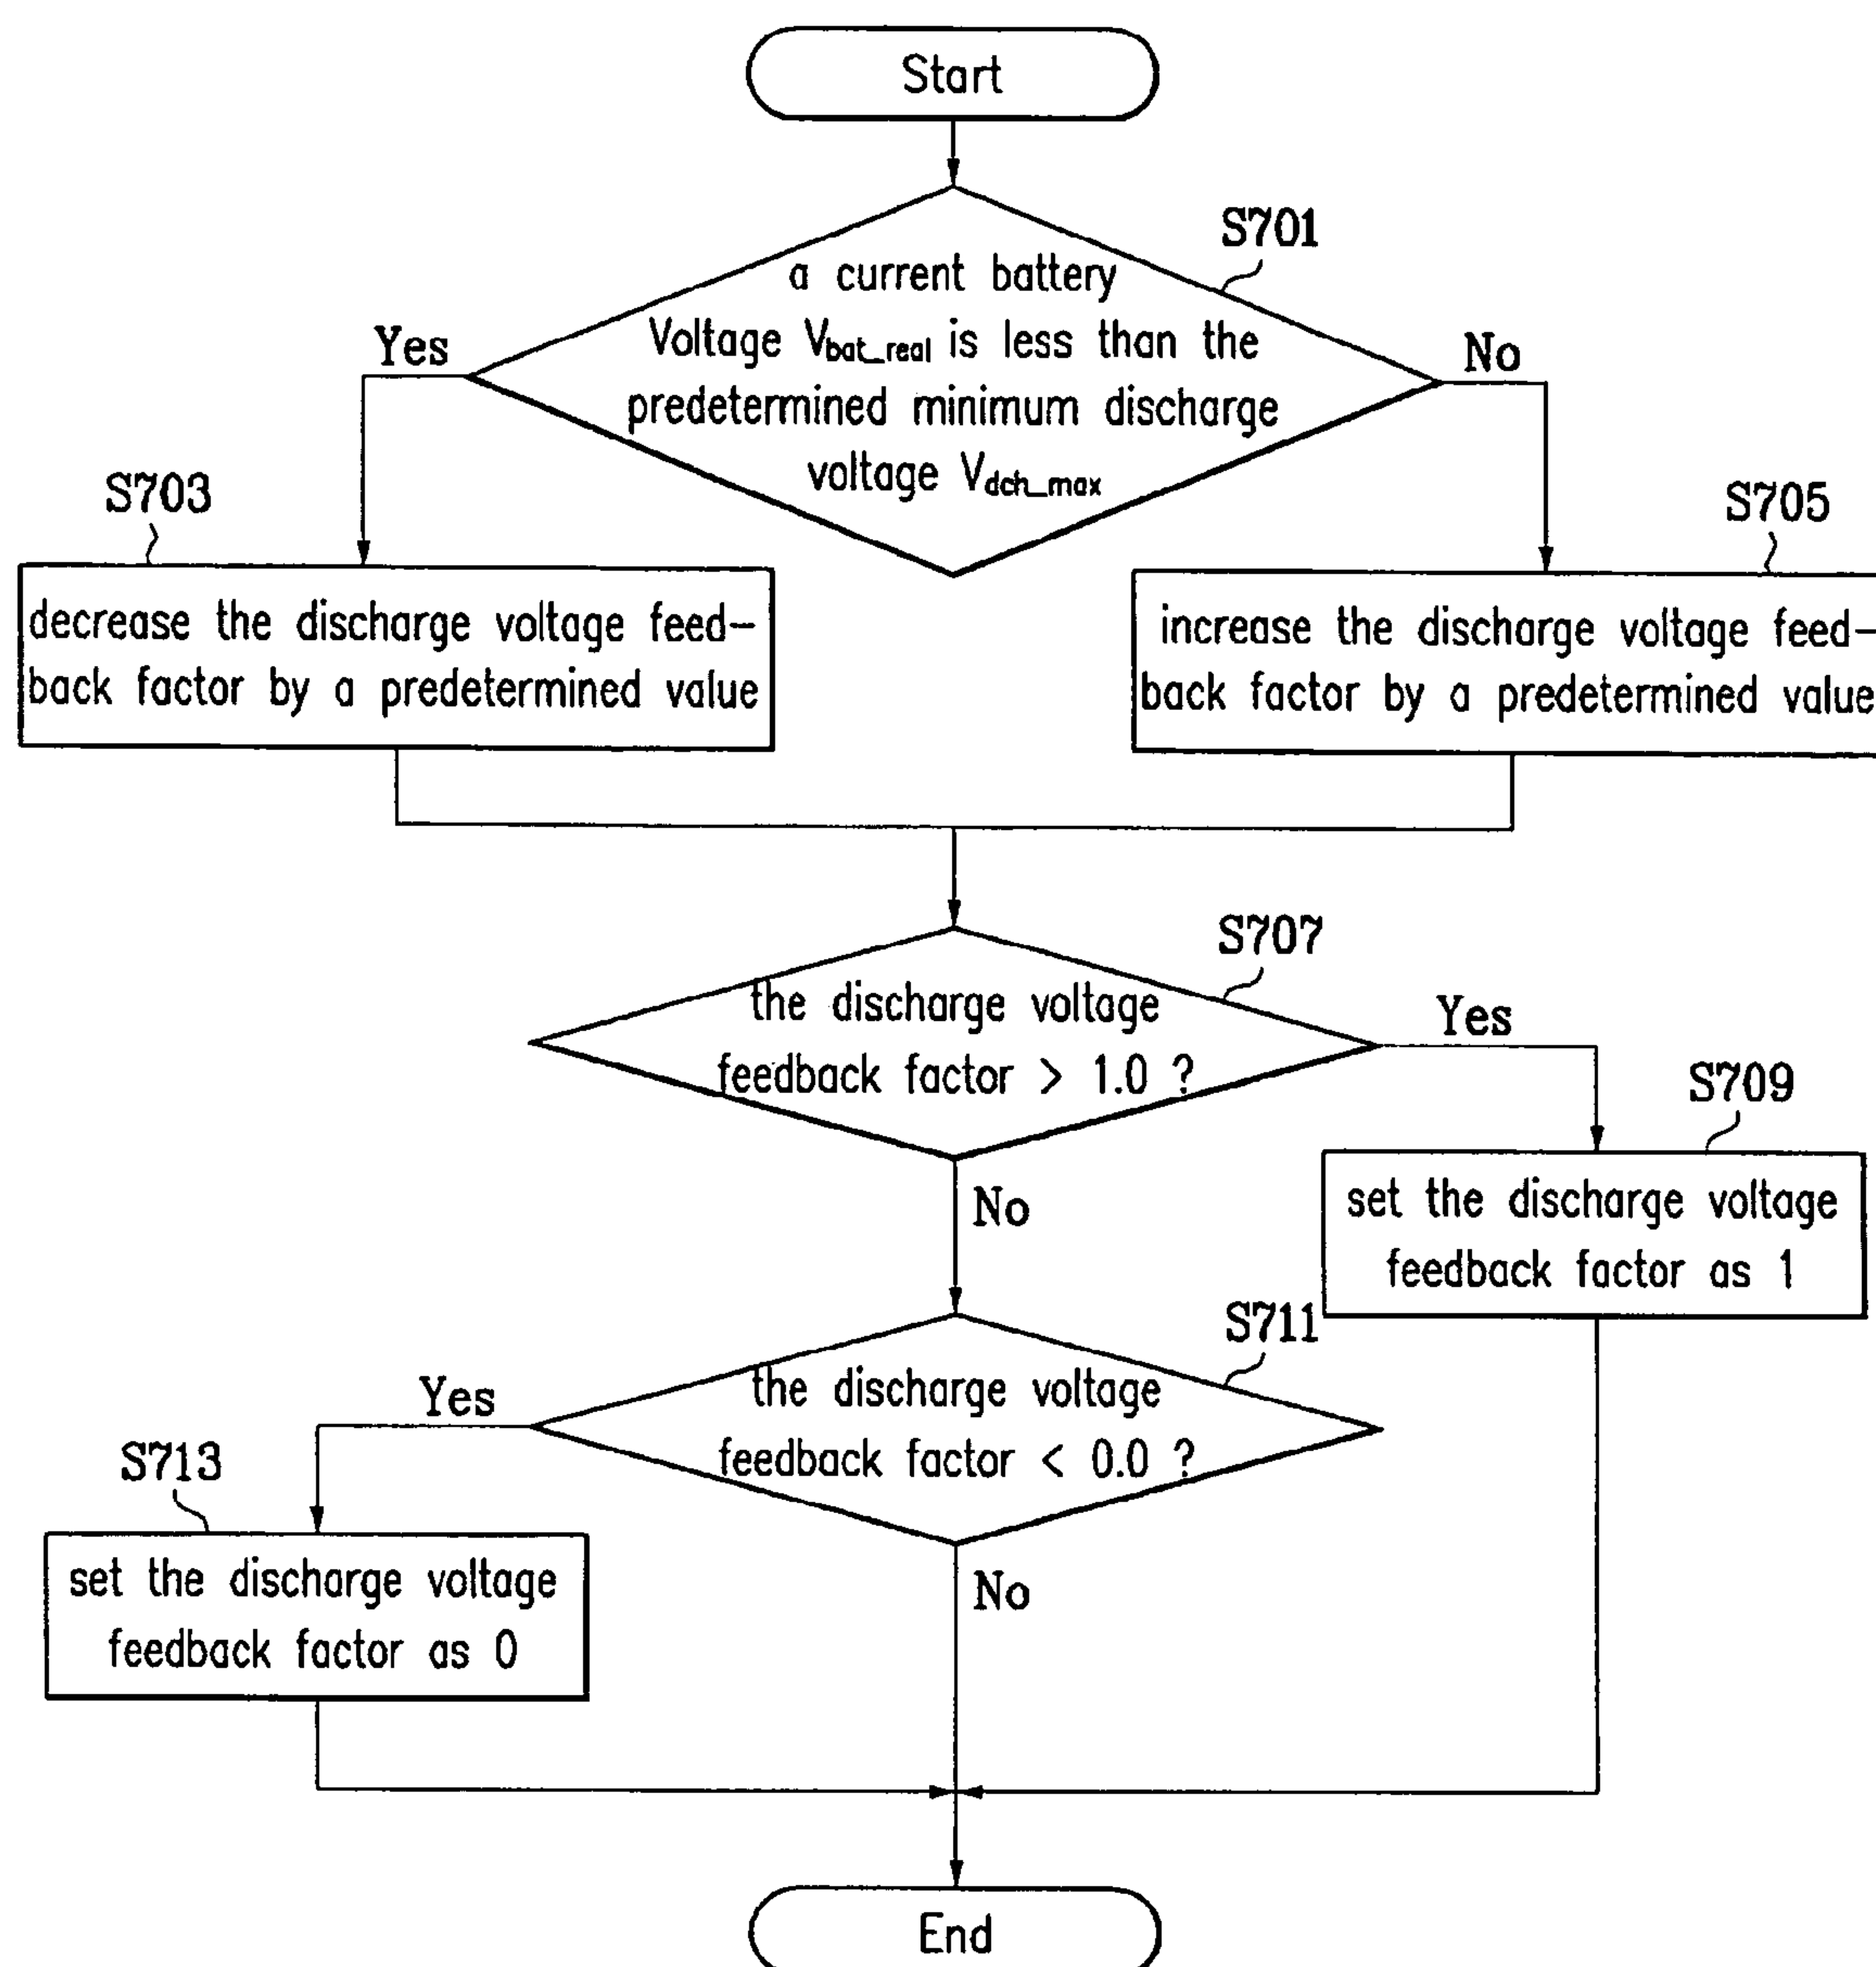 Start
S701
a current battery
Voltage Vbat_real is less than the
predetermined minimum discharge
voltage Vdch_max
Yes
No
S703
decrease the discharge voltage feed-
back factor by a predetermined value
S705
increase the discharge voltage feed-
back factor by a predetermined value
S707
the discharge voltage
feedback factor > 1.0 ?
Yes
No
S709
set the discharge voltage
feedback factor as 1
S711
the discharge voltage
feedback factor < 0.0 ?
Yes
No
S713
set the discharge voltage
feedback factor as 0
End